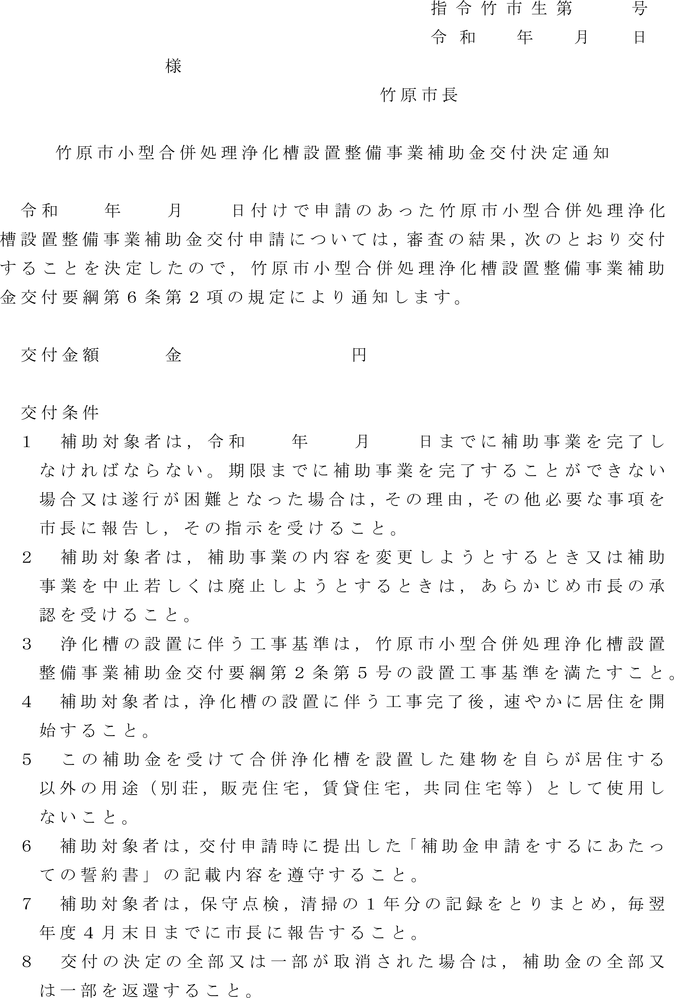 指令竹市生第　　号
令和　　年　　月　　日
様
竹原市長
竹原市小型合併処理浄化槽設置整備事業補助金交付決定通知
令和　　年　　月　　日付けで申請のあった竹原市小型合併処理浄化
槽設置整備事業補助金交付申請については，審査の結果，次のとおり交付
することを決定したので，竹原市小型合併処理浄化槽設置整備事業補助
金交付要綱第６条第２項の規定により通知します。
交付金額　　　金　　　　　　　　円
交付条件
１　補助対象者は，令和　　年　　月　　日までに補助事業を完了し
なければならない。期限までに補助事業を完了することができない
場合又は遂行が困難となった場合は，その理由，その他必要な事項を
市長に報告し，その指示を受けること。
２　補助対象者は，補助事業の内容を変更しようとするとき又は補助
事業を中止若しくは廃止しようとするときは，あらかじめ市長の承
認を受けること。
３　浄化槽の設置に伴う工事基準は，竹原市小型合併処理浄化槽設置
整備事業補助金交付要綱第２条第５号の設置工事基準を満たすこと。
４　補助対象者は，浄化槽の設置に伴う工事完了後，速やかに居住を開
始すること。
５　この補助金を受けて合併浄化槽を設置した建物を自らが居住する
以外の用途（別荘，販売住宅，賃貸住宅，共同住宅等）として使用し
ないこと。
６　補助対象者は，交付申請時に提出した「補助金申請をするにあたっ
ての誓約書」の記載内容を遵守すること。
７　補助対象者は，保守点検，清掃の１年分の記録をとりまとめ，毎翌
年度４月末日までに市長に報告すること。
８　交付の決定の全部又は一部が取消された場合は，補助金の全部又
は一部を返還すること。